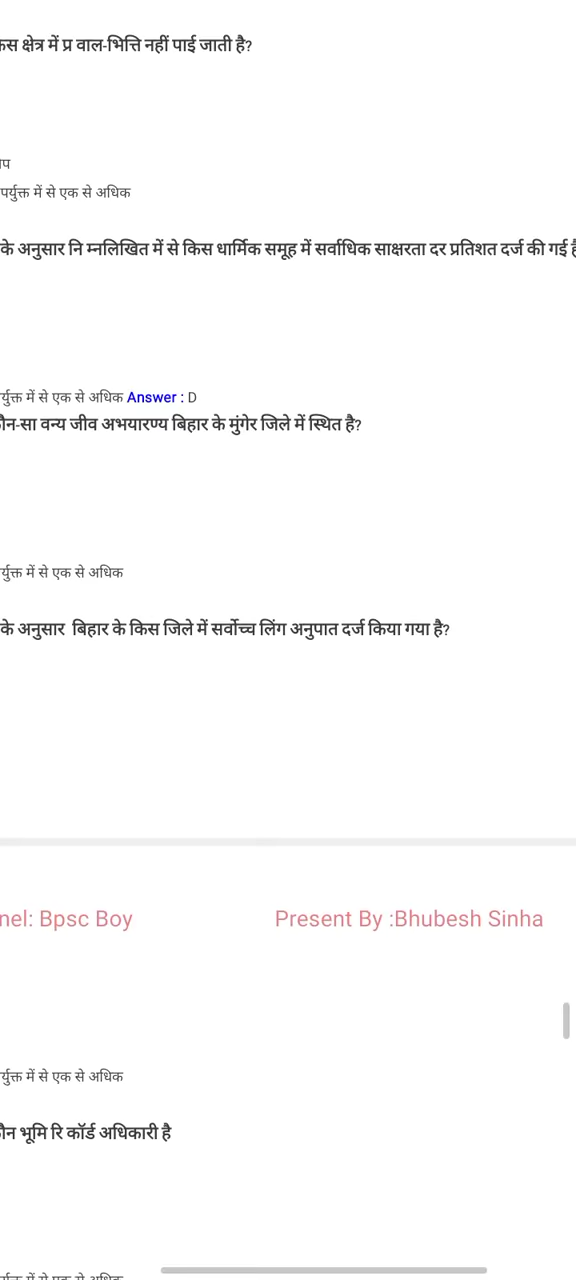 कस क्षेत्र में प्र वाल-भित्ति नहीं पाई जाती है?
प
पर्युक्त में से एक से अधिक
के अनुसार नि म्नलिखित में से किस धार्मिक समूह में सर्वाधिक साक्षरता दर प्रतिशत दर्ज की गई है
र्युक्त में से एक से अधिक Answer : D
ौन-सा वन्य जीव अभयारण्य बिहार के मुंगेर जिले में स्थित है?
र्युक्त में से एक से अधिक
के अनुसार बिहार के किस जिले में सर्वोच्च लिंग अनुपात दर्ज किया गया है?
nel: Bpsc Boy Present By :Bhubesh Sinha
र्युक्त में से एक से अधिक
ौन भूमि रि कॉर्ड अधिकारी है
र्युक्त में से एक से अधिक